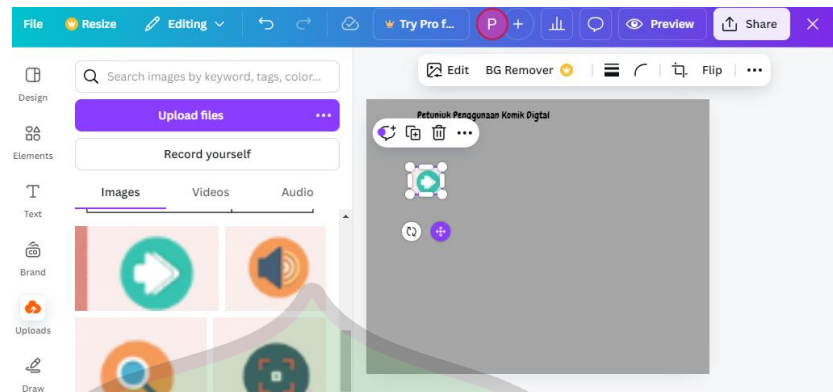 File Resize Editing Try Pro f... P + Preview Share
Search images by keyword, tags, color...
Edit BG Remover Flip
Design
Upload files
Petunjuk Penggunaan Komik Digtal
Elements
Record yourself
Text
Images Videos Audio
Brand
CO
Uploads
Draw